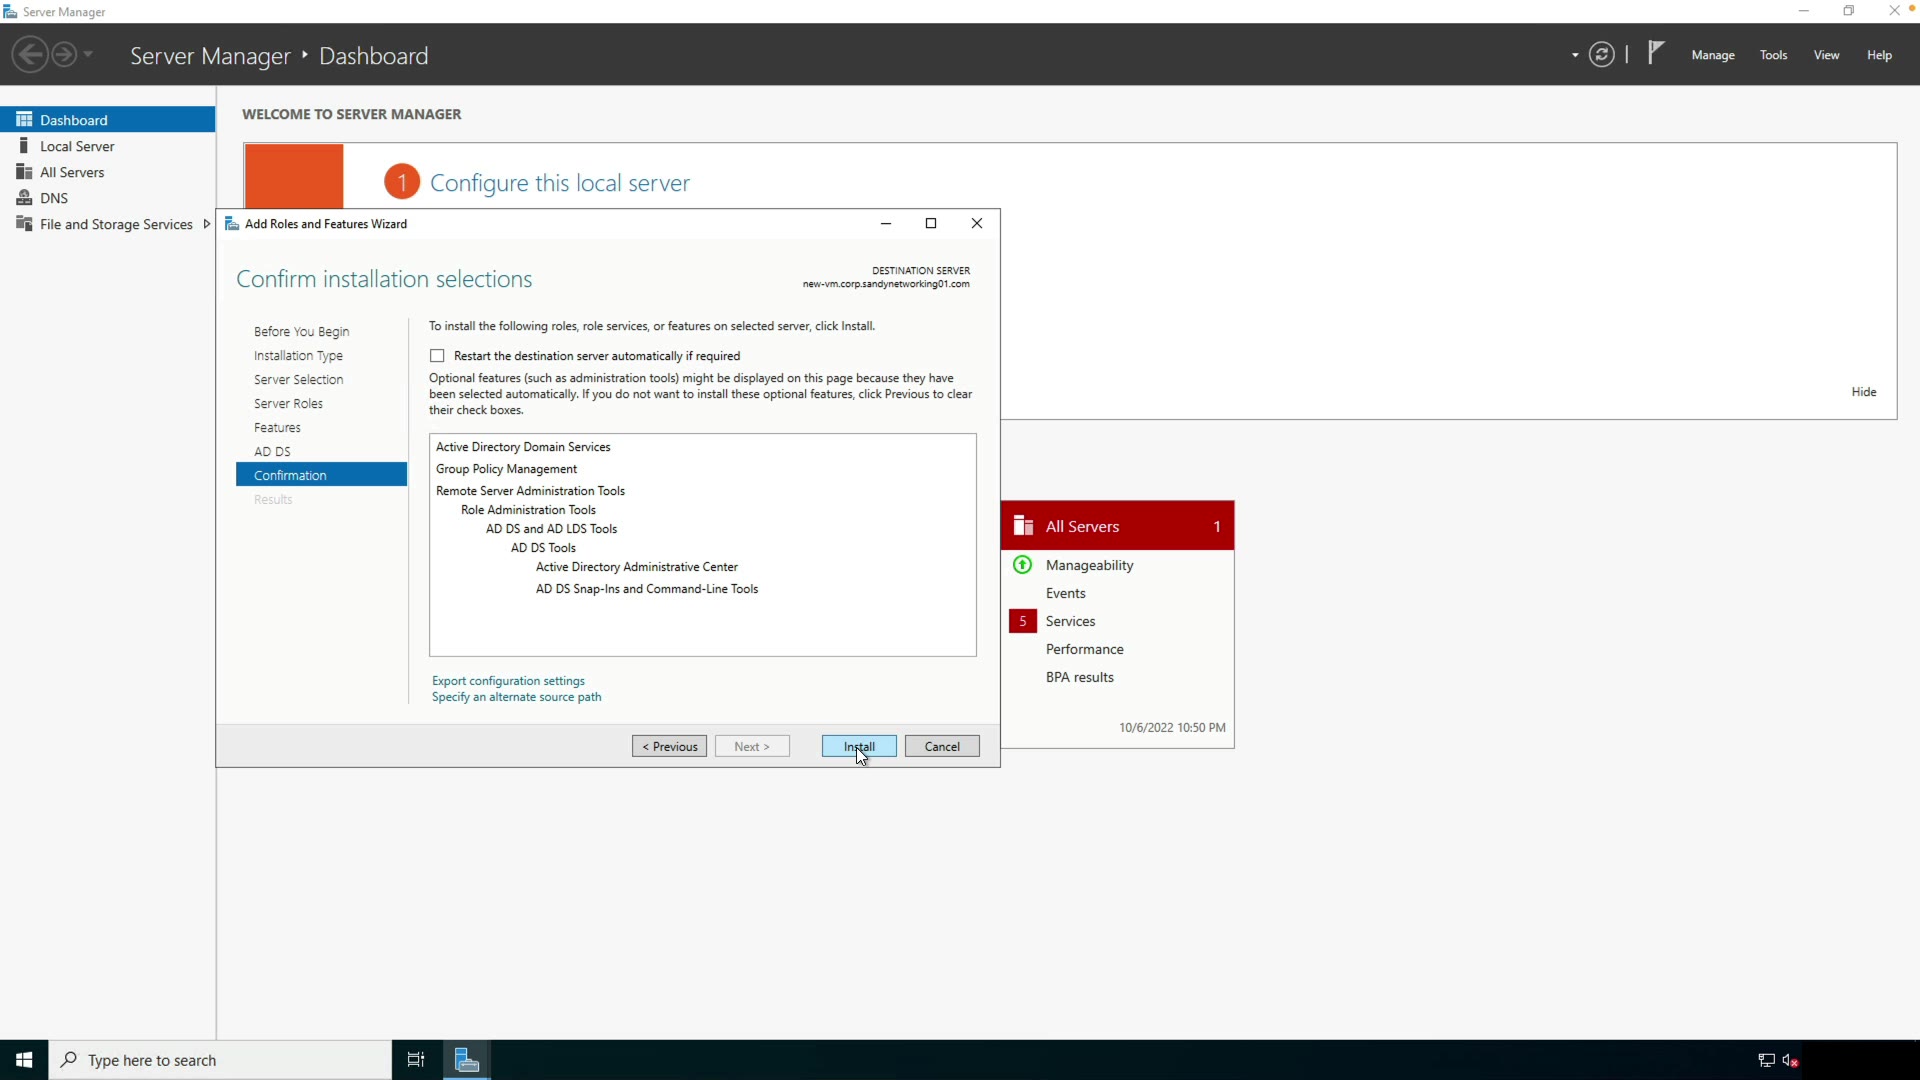 Server Manager
Server Manager ‣ Dashboard
Manage
Tools
View
Help
Dashboard
Local Server
All Servers
DNS
File and Storage Services
WELCOME TO SERVER MANAGER
1 Configure this local server
Hide
Add Roles and Features Wizard
Confirm installation selections
DESTINATION SERVER
new-vm.corp.sandynetworking01.com
Before You Begin
Installation Type
Server Selection
Server Roles
Features
AD DS
Confirmation
Results
To install the following roles, role services, or features on selected server, click Install.
Restart the destination server automatically if required
Optional features (such as administration tools) might be displayed on this page because they have
been selected automatically. If you do not want to install these optional features, click Previous to clear
their check boxes.
Active Directory Domain Services
Group Policy Management
Remote Server Administration Tools
Role Administration Tools
AD DS and AD LDS Tools
AD DS Tools
Active Directory Administrative Center
AD DS Snap-Ins and Command-Line Tools
Export configuration settings
Specify an alternate source path
< Previous
Next >
Install
Cancel
All Servers 1
Manageability
Events
5 Services
Performance
BPA results
10/6/2022 10:50 PM
Type here to search